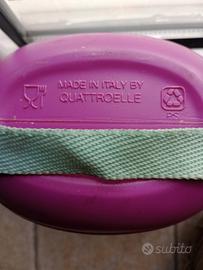 MADE IN ITALY BY
QUATTROELLE
PS
subito